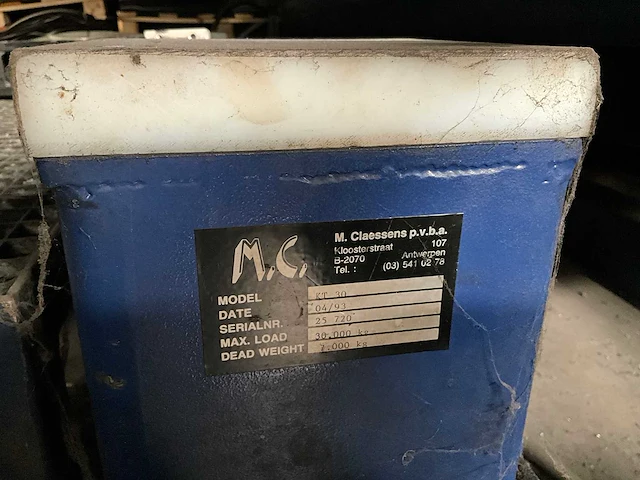 M.C.
M. Claessens p.v.b.a.
Kloosterstraat 107
B-2070 Antwerpen
Tel. : (03) 541 02 78
MODEL KT 30
DATE 04/93
SERIALNR. 25 720
MAX. LOAD 30.000 kg
DEAD WEIGHT .000 kg